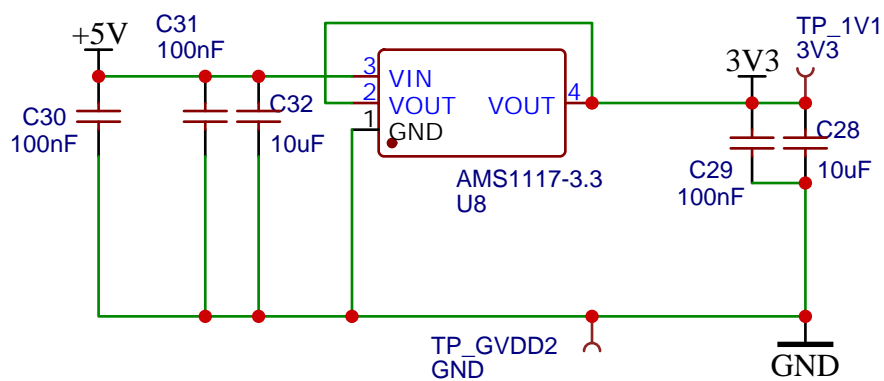 +5V
C31
100nF
TP_1V1
3V3
3V3
3
VIN
2
VOUT
VOUT
4
1
GND
C30
100nF
C32
10uF
C28
10uF
C29
100nF
AMS1117-3.3
U8
TP_GVDD2
GND
GND